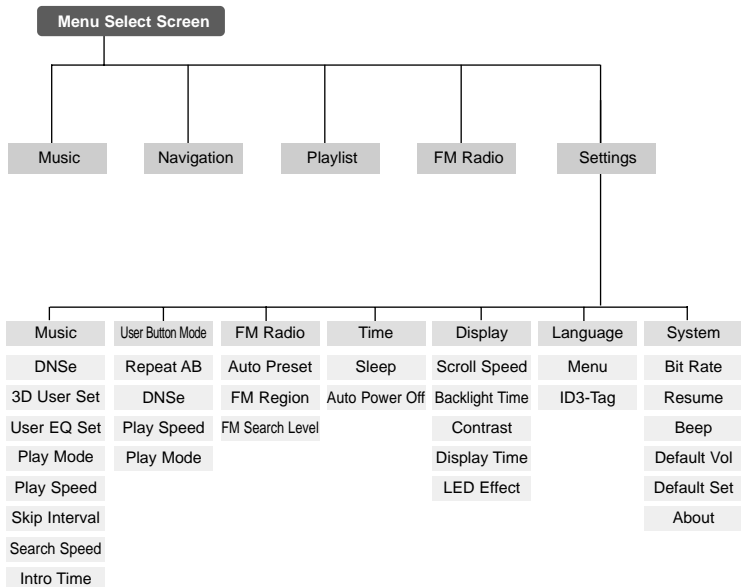 Menu Select Screen
Music
Navigation
Playlist
FM Radio
Settings
Music
DNSe
3D User Set
User EQ Set
Play Mode
Play Speed
Skip Interval
Search Speed
Intro Time
User Button Mode
Repeat AB
DNSe
Play Speed
Play Mode
FM Radio
Auto Preset
FM Region
FM Search Level
Time
Sleep
Auto Power Off
Display
Scroll Speed
Backlight Time
Contrast
Display Time
LED Effect
Language
Menu
ID3-Tag
System
Bit Rate
Resume
Beep
Default Vol
Default Set
About